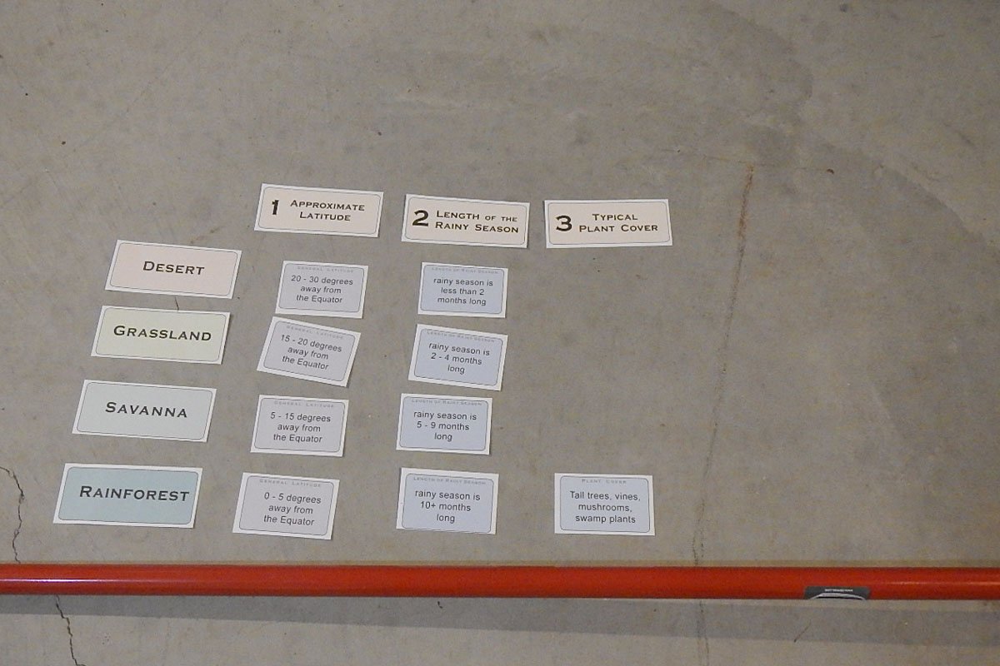 1 APPROXIMATE
LATITUDE
2 LENGTH OF THE
RAINY SEASON
3 TYPICAL
PLANT COVER
DESERT
GENERAL LATITUDE
20 - 30 degrees
away from
the Equator
LENGTH OF RAINY SEASON
rainy season is
less than 2
months long
GRASSLAND
GENERAL LATITUDE
15 - 20 degrees
away from
the Equator
LENGTH OF RAINY SEASON
rainy season is
2 - 4 months
long
SAVANNA
GENERAL LATITUDE
5 - 15 degrees
away from
the Equator
LENGTH OF RAINY SEASON
rainy season is
5 - 9 months
long
RAINFOREST
GENERAL LATITUDE
0 - 5 degrees
away from
the Equator
LENGTH OF RAINY SEASON
rainy season is
10+ months
long
PLANT COVER
Tall trees, vines,
mushrooms,
swamp plants